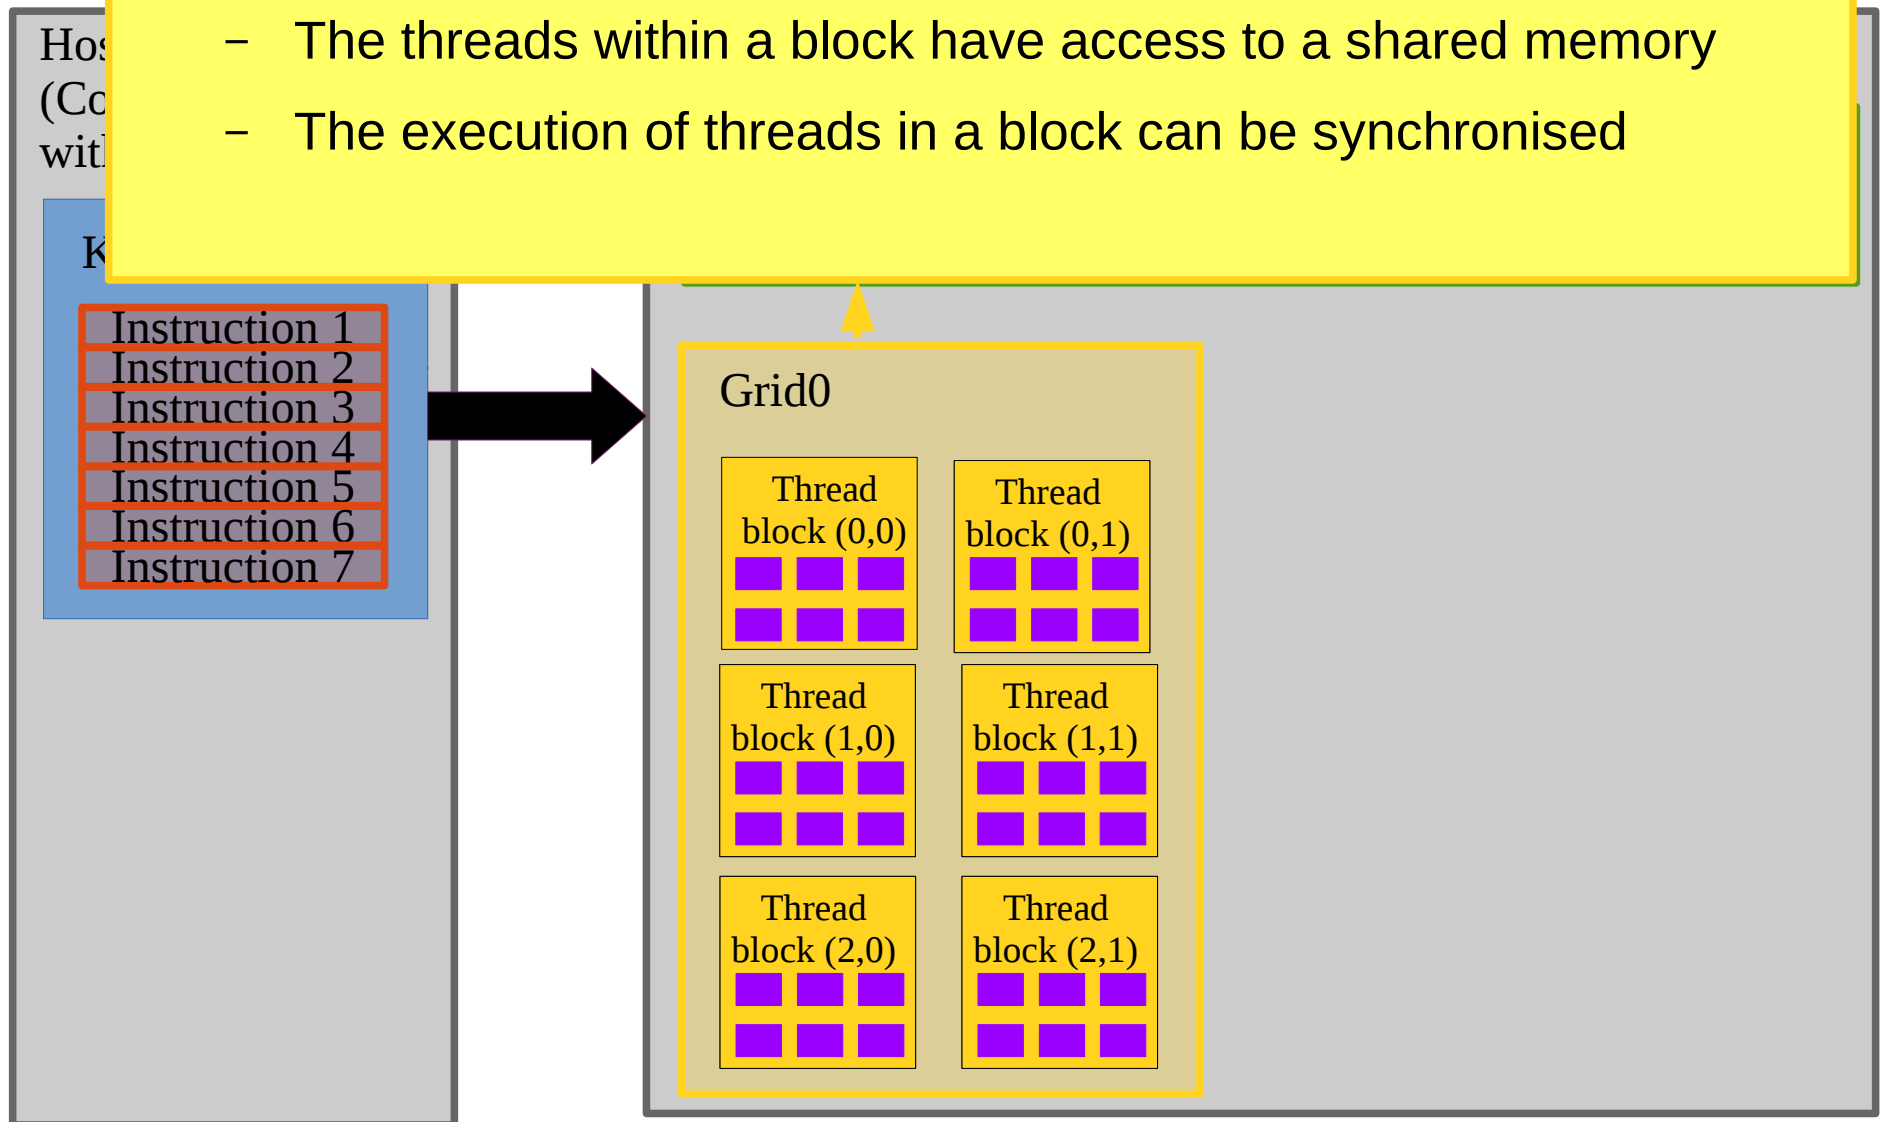 – The threads within a block have access to a shared memory
– The execution of threads in a block can be synchronised
Instruction 1
Instruction 2
Instruction 3
Instruction 4
Instruction 5
Instruction 6
Instruction 7
Grid0
Thread
block (0,0)
Thread
block (0,1)
Thread
block (1,0)
Thread
block (1,1)
Thread
block (2,0)
Thread
block (2,1)